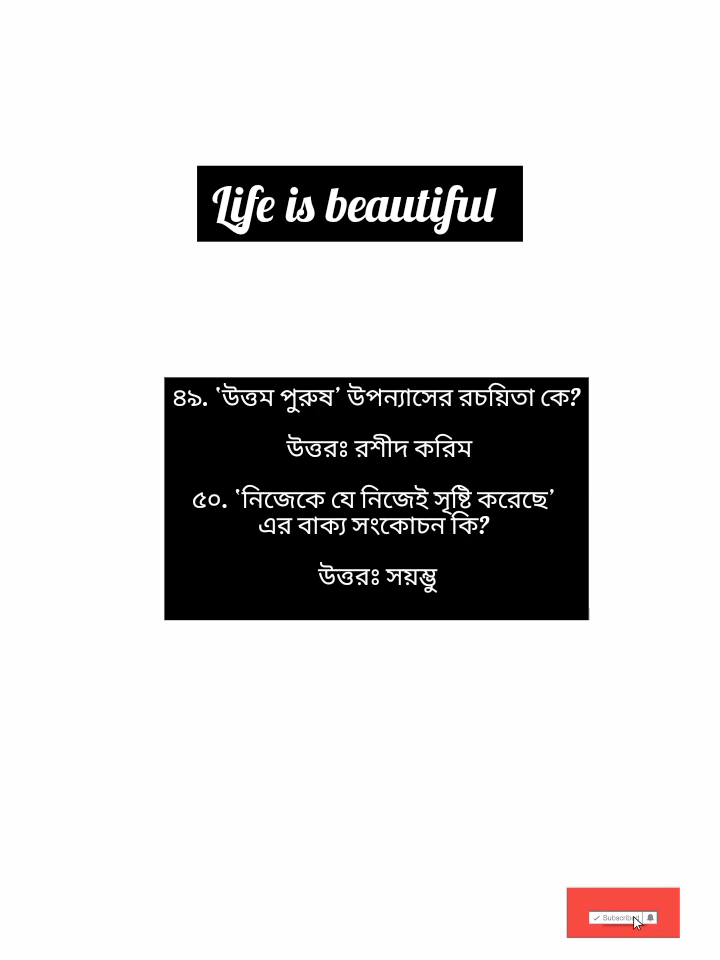 Life is beautiful
৪৯. ‘উত্তম পুরুষ’ উপন্যাসের রচয়িতা কে?
উত্তরঃ রশীদ করিম
৫০. ‘নিজেকে যে নিজেই সৃষ্টি করেছে’
এর বাক্য সংকোচন কি?
উত্তরঃ সয়ম্ভু